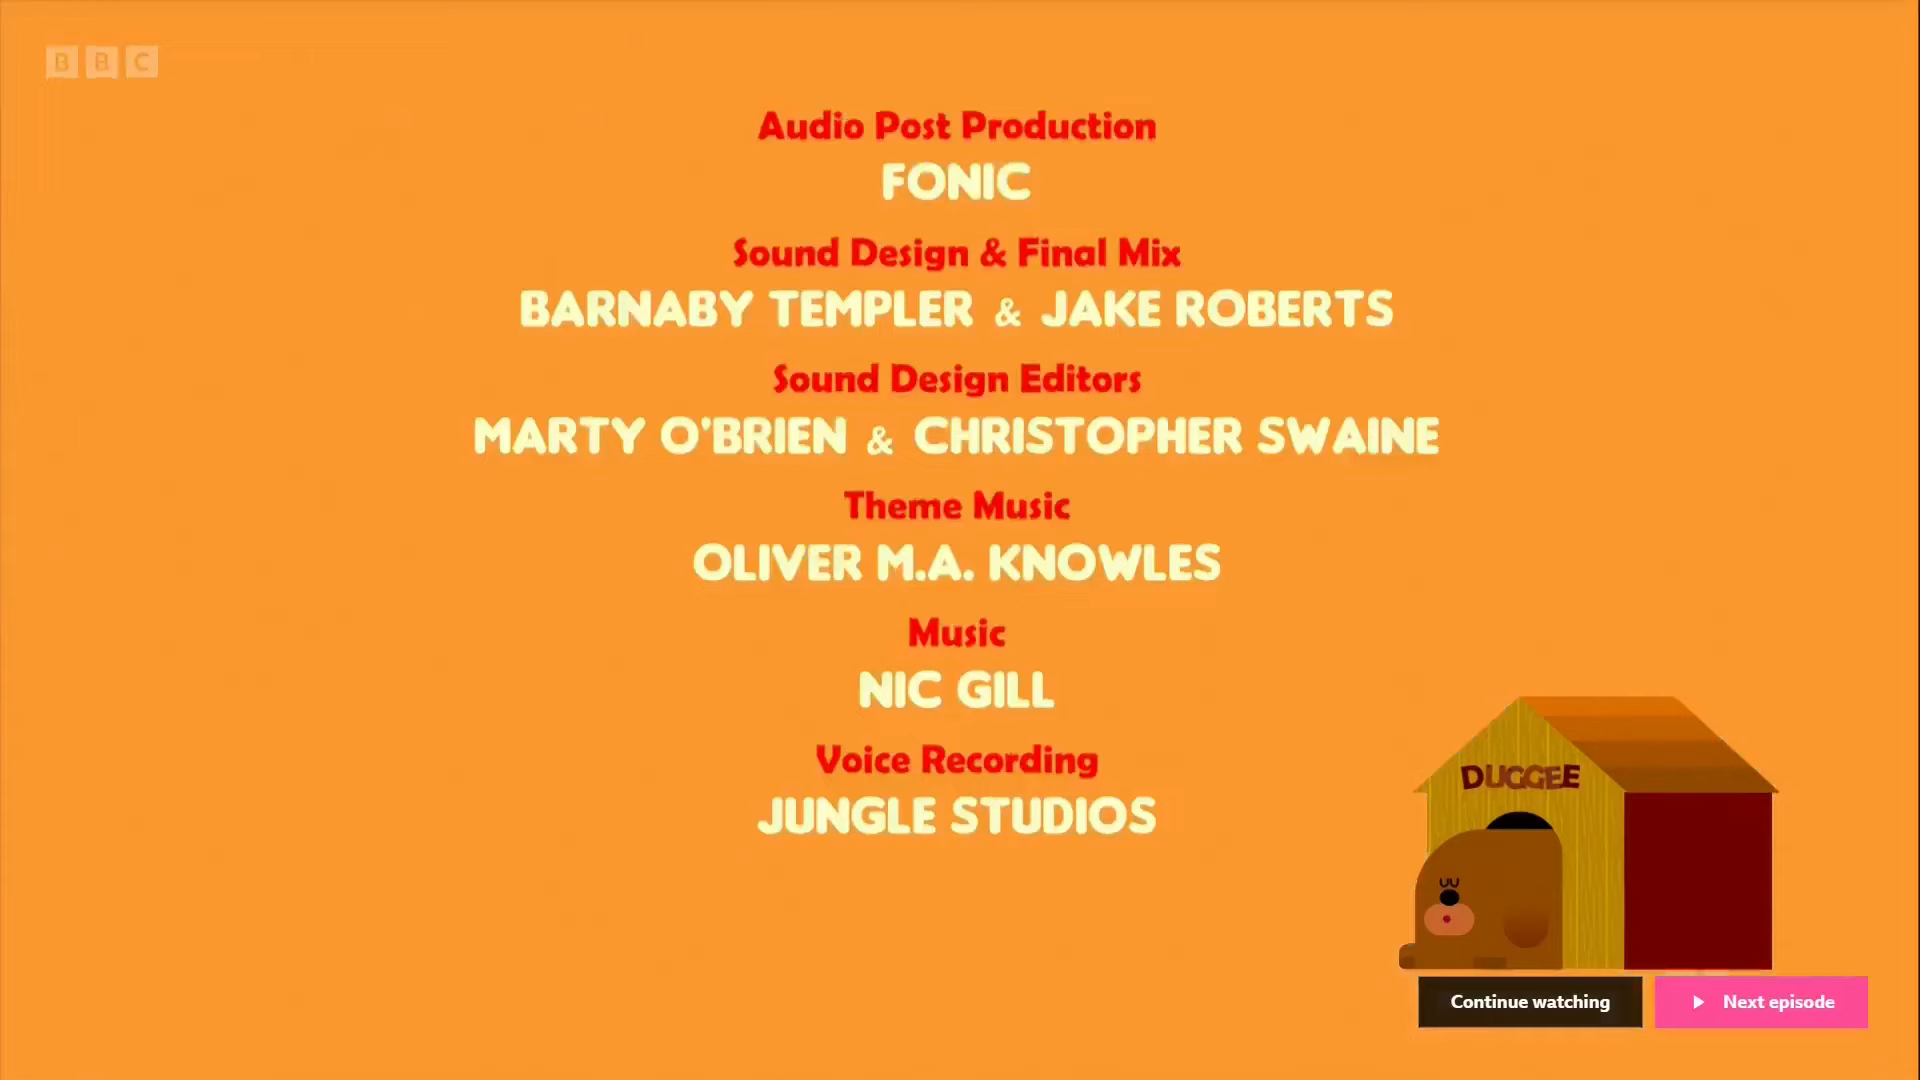 BBC
Audio Post Production
FONIC
Sound Design & Final Mix
BARNABY TEMPLER & JAKE ROBERTS
Sound Design Editors
MARTY O'BRIEN & CHRISTOPHER SWAINE
Theme Music
OLIVER M.A. KNOWLES
Music
NIC GILL
Voice Recording
JUNGLE STUDIOS
DUGGEE
Continue watching
Next episode